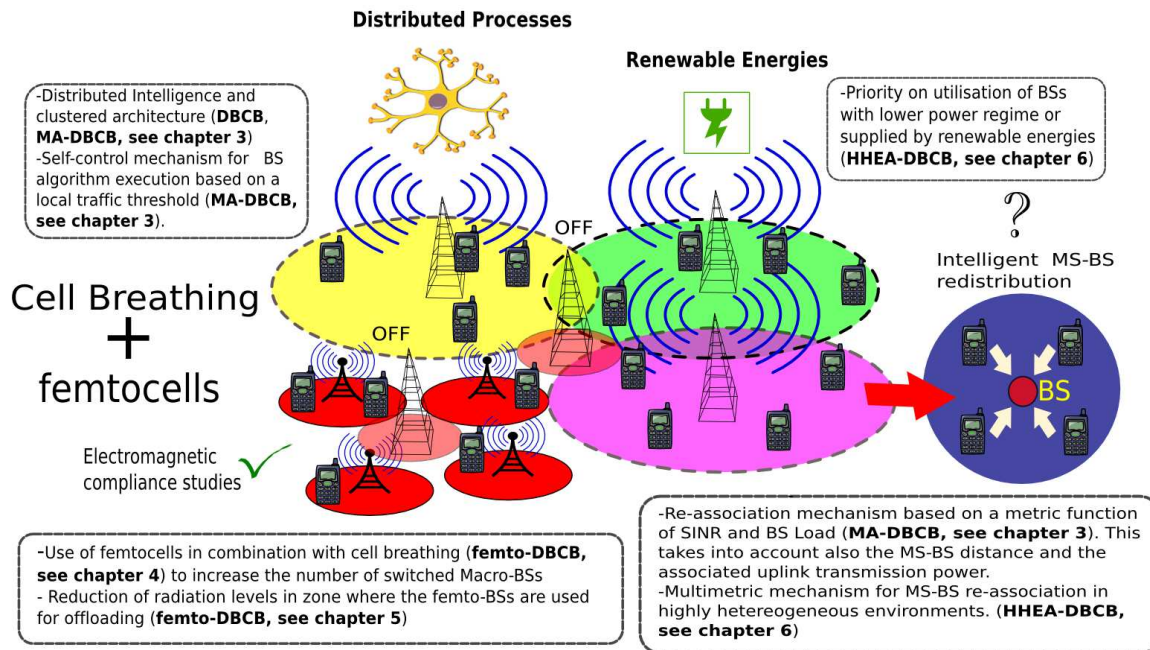 Distributed Processes
Renewable Energies
-Distributed Intelligence and
clustered architecture (DBCB,
MA-DBCB, see chapter 3)
-Self-control mechanism for BS
algorithm execution based on a
local traffic threshold (MA-DBCB,
see chapter 3).
-Priority on utilisation of BSs
with lower power regime or
supplied by renewable energies
(HHEA-DBCB, see chapter 6)
?
OFF
Intelligent MS-BS
redistribution
Cell Breathing
+
femtocells
OFF
BS
Electromagnetic
compliance studies
-Use of femtocells in combination with cell breathing (femto-DBCB,
see chapter 4) to increase the number of switched Macro-BSs
- Reduction of radiation levels in zone where the femto-BSs are used
for offloading (femto-DBCB, see chapter 5)
-Re-association mechanism based on a metric function
of SINR and BS Load (MA-DBCB, see chapter 3). This
takes into account also the MS-BS distance and the
associated uplink transmission power.
-Multimetric mechanism for MS-BS re-association in
highly hetereogeneous environments. (HHEA-DBCB,
see chapter 6)